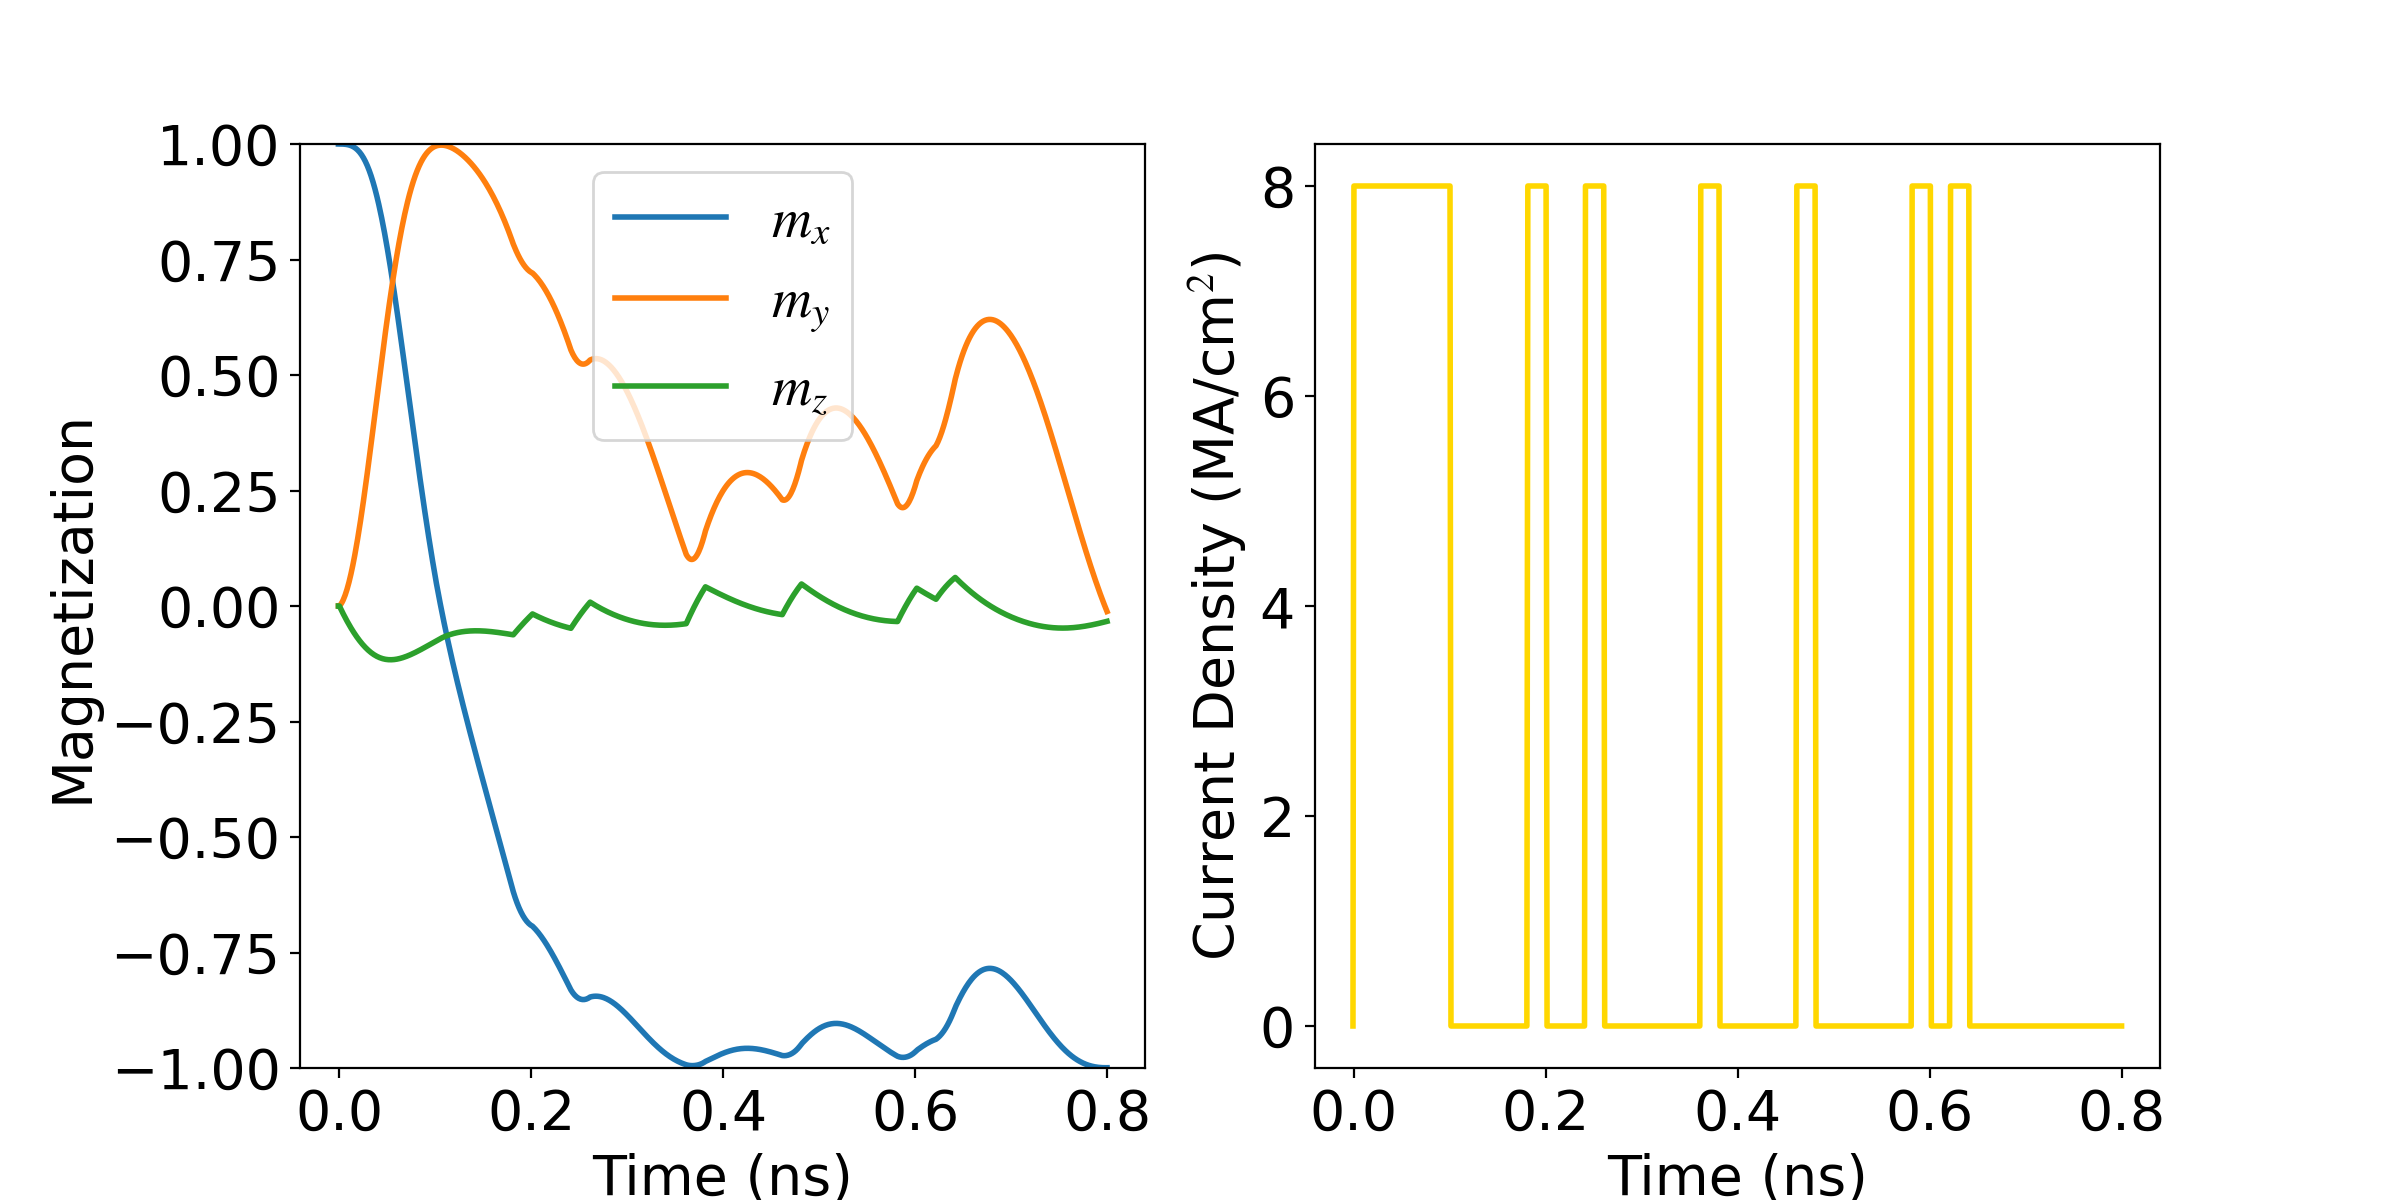 Magnetization
1.00
0.75
0.50
0.25
0.00
−0.25
−0.50
−0.75
−1.00
0.0 0.2 0.4 0.6 0.8
Time (ns)
m_x
m_y
m_z
Current Density (MA/cm²)
8
6
4
2
0
0.0 0.2 0.4 0.6 0.8
Time (ns)